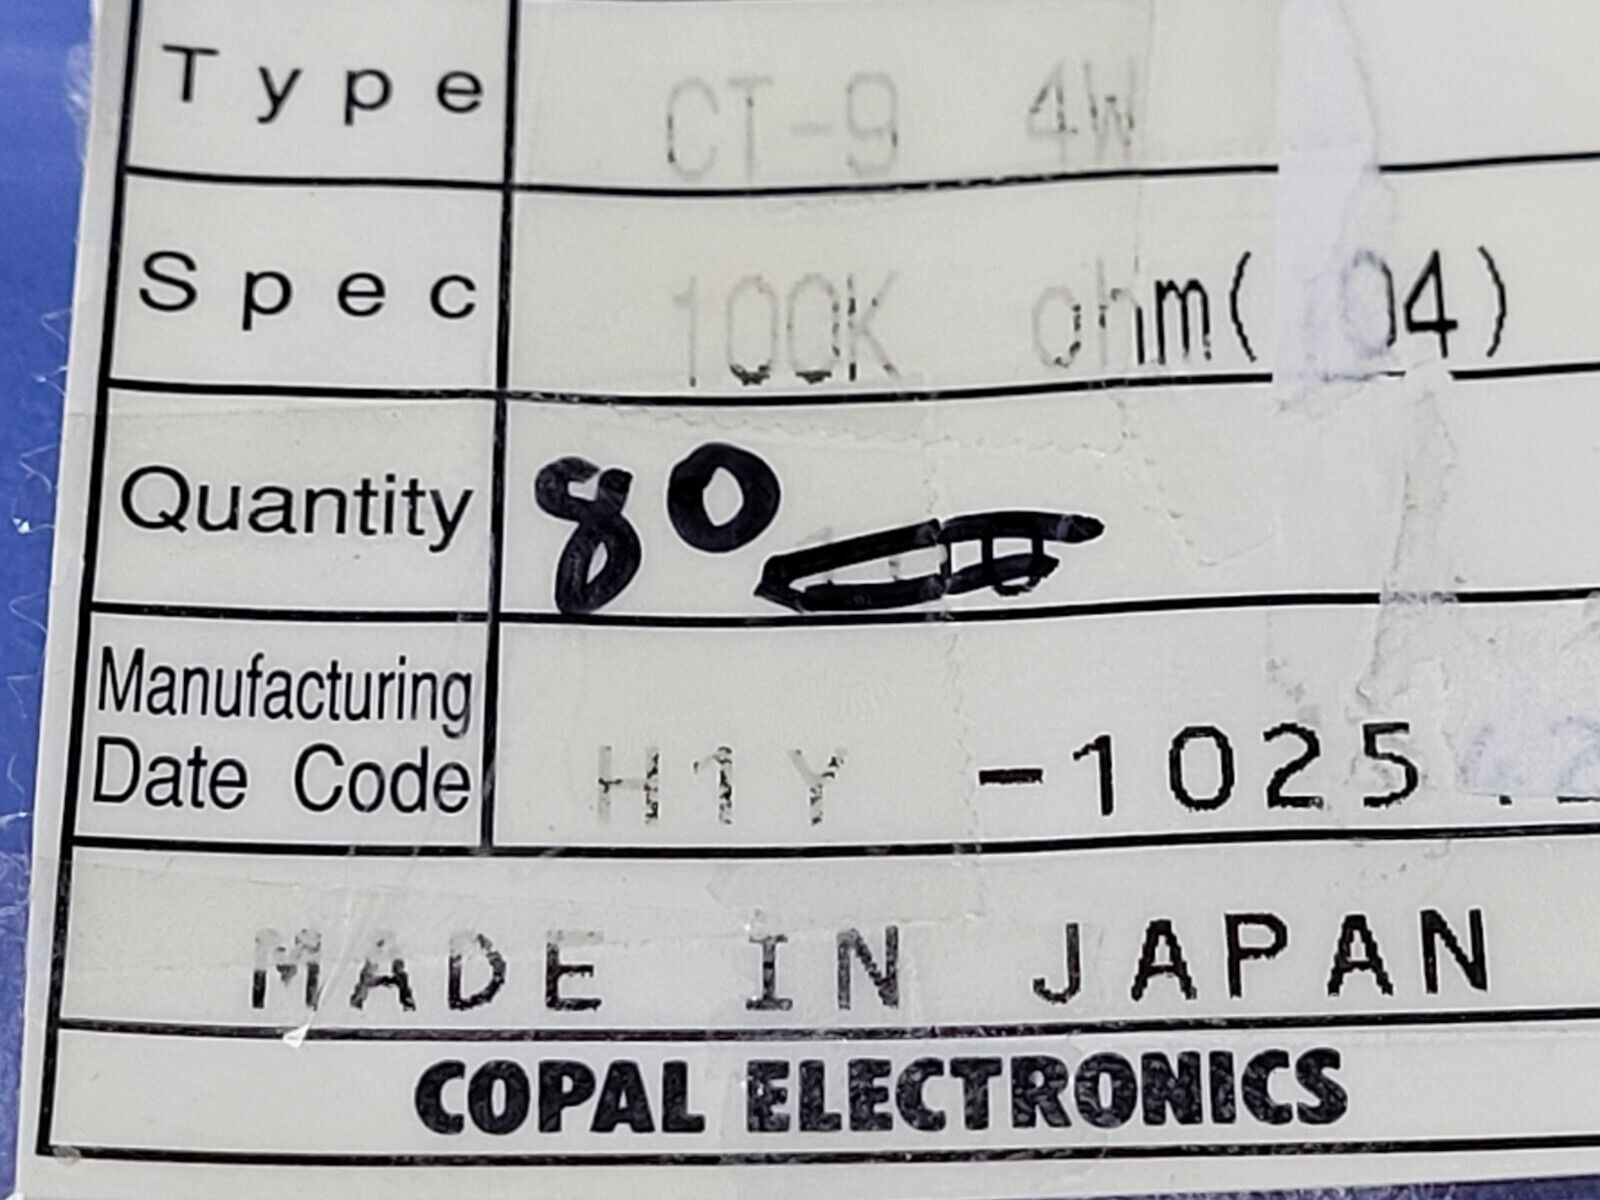 Type CT-9 4W
Spec 100K ohm(104)
Quantity 80
Manufacturing
Date Code H1Y -1025
MADE IN JAPAN
COPAL ELECTRONICS